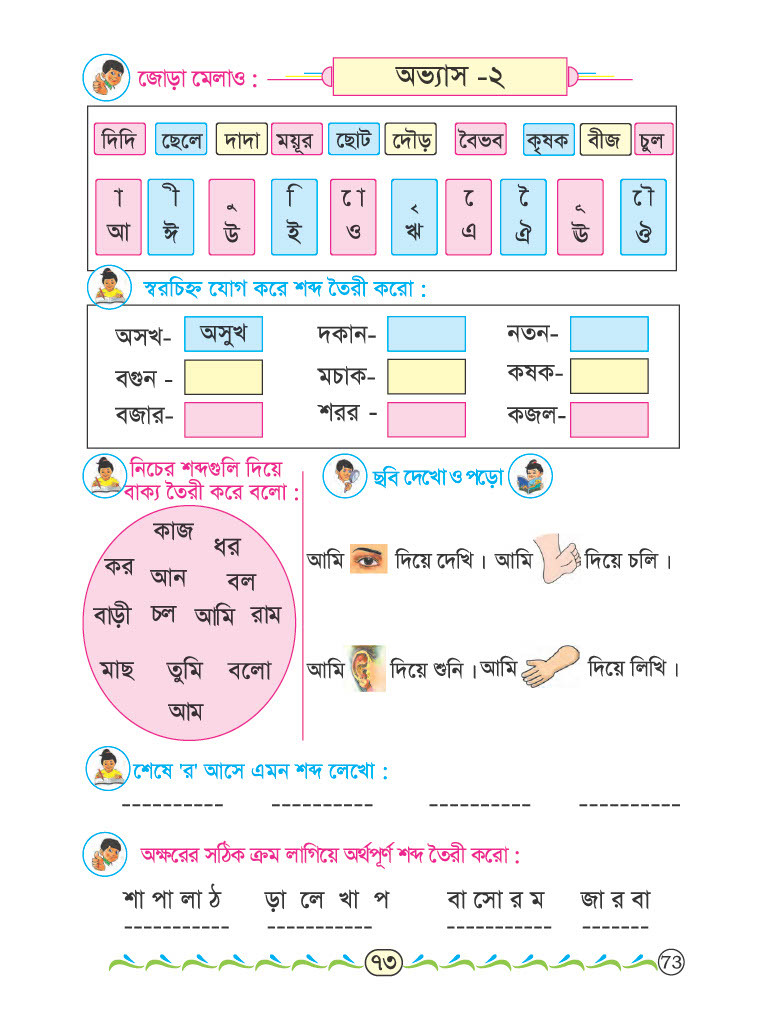 জোড়া মেলাও :
অভ্যাস -২
দিদি ছেলে দাদা ময়ূর ছোট দৌড় বৈভব কৃষক বীজ চুল
া ী ু ি ো ৃ ে ৈ ূ ৌ
আ ঈ উ ই ও ঋ এ ঐ ঊ ঔ
স্বরচিহ্ন যোগ করে শব্দ তৈরী করো :
অসখ- অসুখ দকান- নতন-
বগুন - মচাক- কষক-
বজার- শরর - কজল-
নিচের শব্দগুলি দিয়ে
বাক্য তৈরী করে বলো :
কাজ
ধর
কর
আন
বল
বাড়ী চল আমি রাম
মাছ তুমি বলো
আম
ছবি দেখো ও পড়ো
আমি দিয়ে দেখি । আমি দিয়ে চলি ।
আমি দিয়ে শুনি । আমি দিয়ে লিখি ।
শেষে 'র' আসে এমন শব্দ লেখো :
---------- ---------- ---------- ----------
অক্ষরের সঠিক ক্রম লাগিয়ে অর্থপূর্ণ শব্দ তৈরী করো :
শা পা লা ঠ ড়া লে খা প বা সো র ম জা র বা
----------- ----------- ----------- -------
৭৩
73